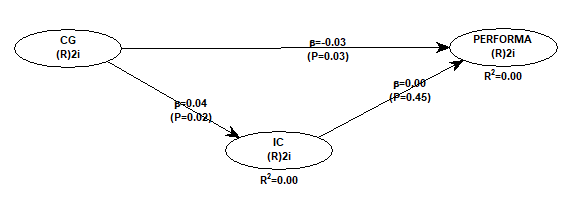 CG
(R)2i
β=-0.03
(P=0.03)
PERFORMA
(R)2i
R²=0.00
β=0.04
(P=0.02)
β=0.00
(P=0.45)
IC
(R)2i
R²=0.00